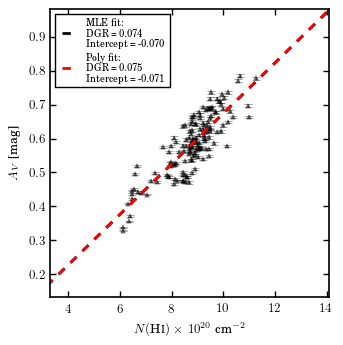 MLE fit:
DGR = 0.074
Intercept = -0.070
Poly fit:
DGR = 0.075
Intercept = -0.071
0.9
0.8
0.7
0.6
0.5
0.4
0.3
0.2
A_V [mag]
4 6 8 10 12 14
N(HI) × 10^20 cm^−2